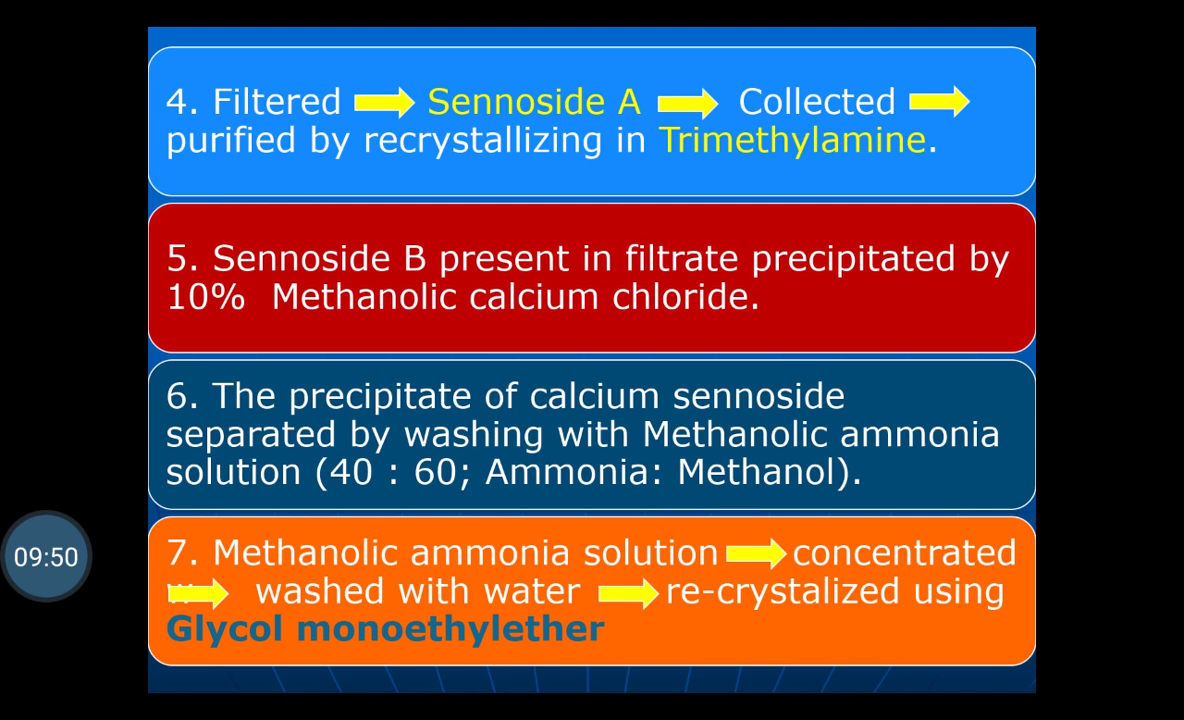 4. Filtered Sennoside A Collected
purified by recrystallizing in Trimethylamine.
5. Sennoside B present in filtrate precipitated by
10% Methanolic calcium chloride.
6. The precipitate of calcium sennoside
separated by washing with Methanolic ammonia
solution (40 : 60; Ammonia: Methanol).
7. Methanolic ammonia solution concentrated
washed with water re-crystalized using
Glycol monoethylether
09:50